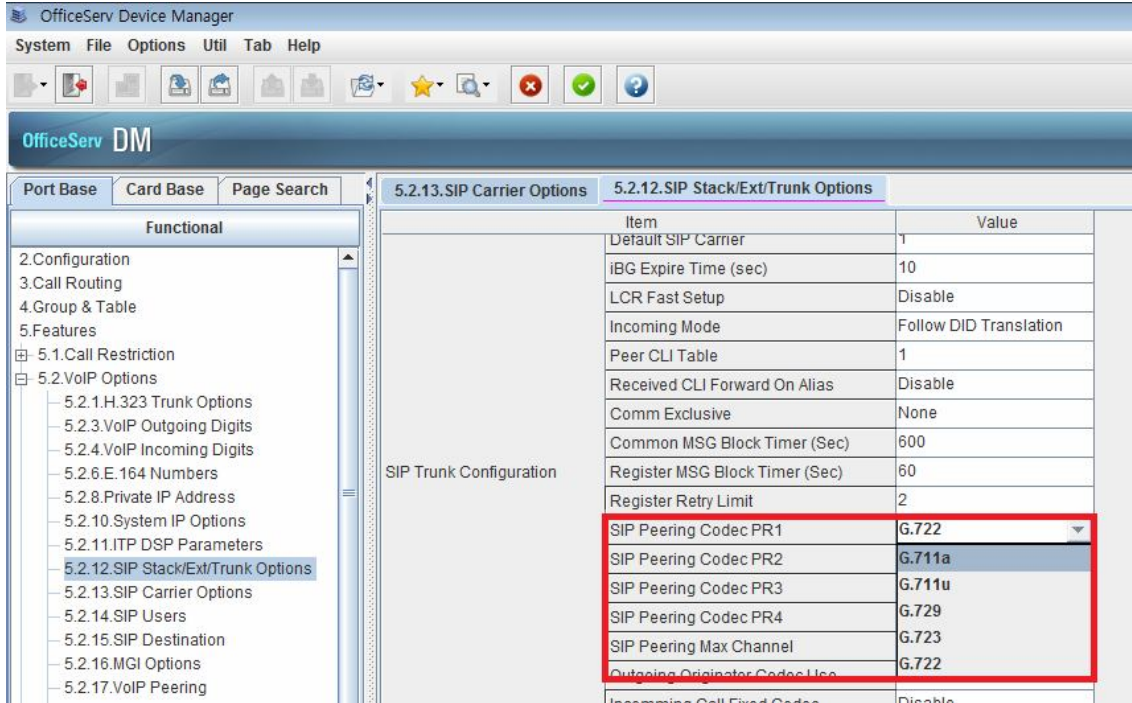 OfficeServ Device Manager
System File Options Util Tab Help
OfficeServ DM
Port Base Card Base Page Search
5.2.13.SIP Carrier Options 5.2.12.SIP Stack/Ext/Trunk Options
Functional
2.Configuration
3.Call Routing
4.Group & Table
5.Features
5.1.Call Restriction
5.2.VoIP Options
5.2.1.H.323 Trunk Options
5.2.3.VoIP Outgoing Digits
5.2.4.VoIP Incoming Digits
5.2.6.E.164 Numbers
5.2.8.Private IP Address
5.2.10.System IP Options
5.2.11.ITP DSP Parameters
5.2.12.SIP Stack/Ext/Trunk Options
5.2.13.SIP Carrier Options
5.2.14.SIP Users
5.2.15.SIP Destination
5.2.16.MGI Options
5.2.17.VoIP Peering
Item Value
SIP Trunk Configuration
Default SIP Carrier 1
iBG Expire Time (sec) 10
LCR Fast Setup Disable
Incoming Mode Follow DID Translation
Peer CLI Table 1
Received CLI Forward On Alias Disable
Comm Exclusive None
Common MSG Block Timer (Sec) 600
Register MSG Block Timer (Sec) 60
Register Retry Limit 2
SIP Peering Codec PR1 G.722
SIP Peering Codec PR2 G.711a
SIP Peering Codec PR3 G.711u
SIP Peering Codec PR4 G.729
SIP Peering Max Channel G.723
Outgoing Originator Codec Use G.722
Incomming Call Fixed Codec Disable